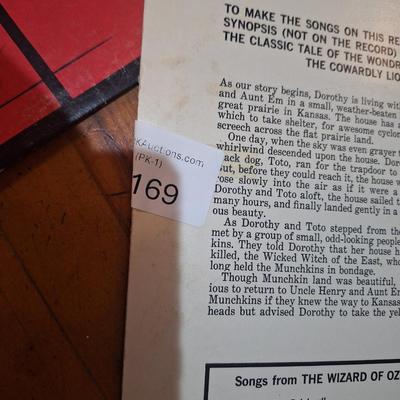 TO MAKE THE SONGS ON THIS RE
SYNOPSIS (NOT ON THE RECORD)
THE CLASSIC TALE OF THE WONDR
THE COWARDLY LIO
As our story begins, Dorothy is living with
and Aunt Em in a small, weather-beaten
great prairie in Kansas. The house has
which to take shelter, for awesome cyclon
screech across the flat prairie land.
One day, when the sky was even grayer t
whirlwind descended upon the house. Doro
ack dog, Toto, ran for the trapdoor to
ut, before they could reach it, the house w
rose slowly into the air as if it were a
Dorothy and Toto aloft, the house sailed t
many hours, and finally landed gently in a
ous beauty.
As Dorothy and Toto stepped from the
met by a group of small, odd-looking people
kins. They told Dorothy that her house h
killed, the Wicked Witch of the East, who
long held the Munchkins in bondage.
Though Munchkin land was beautiful,
ious to return to Uncle Henry and Aunt E
Munchkins if they knew the way to Kansas
heads but advised Dorothy to take the yel
KAuctions.com
(PK-1)
169
Songs from THE WIZARD OF OZ